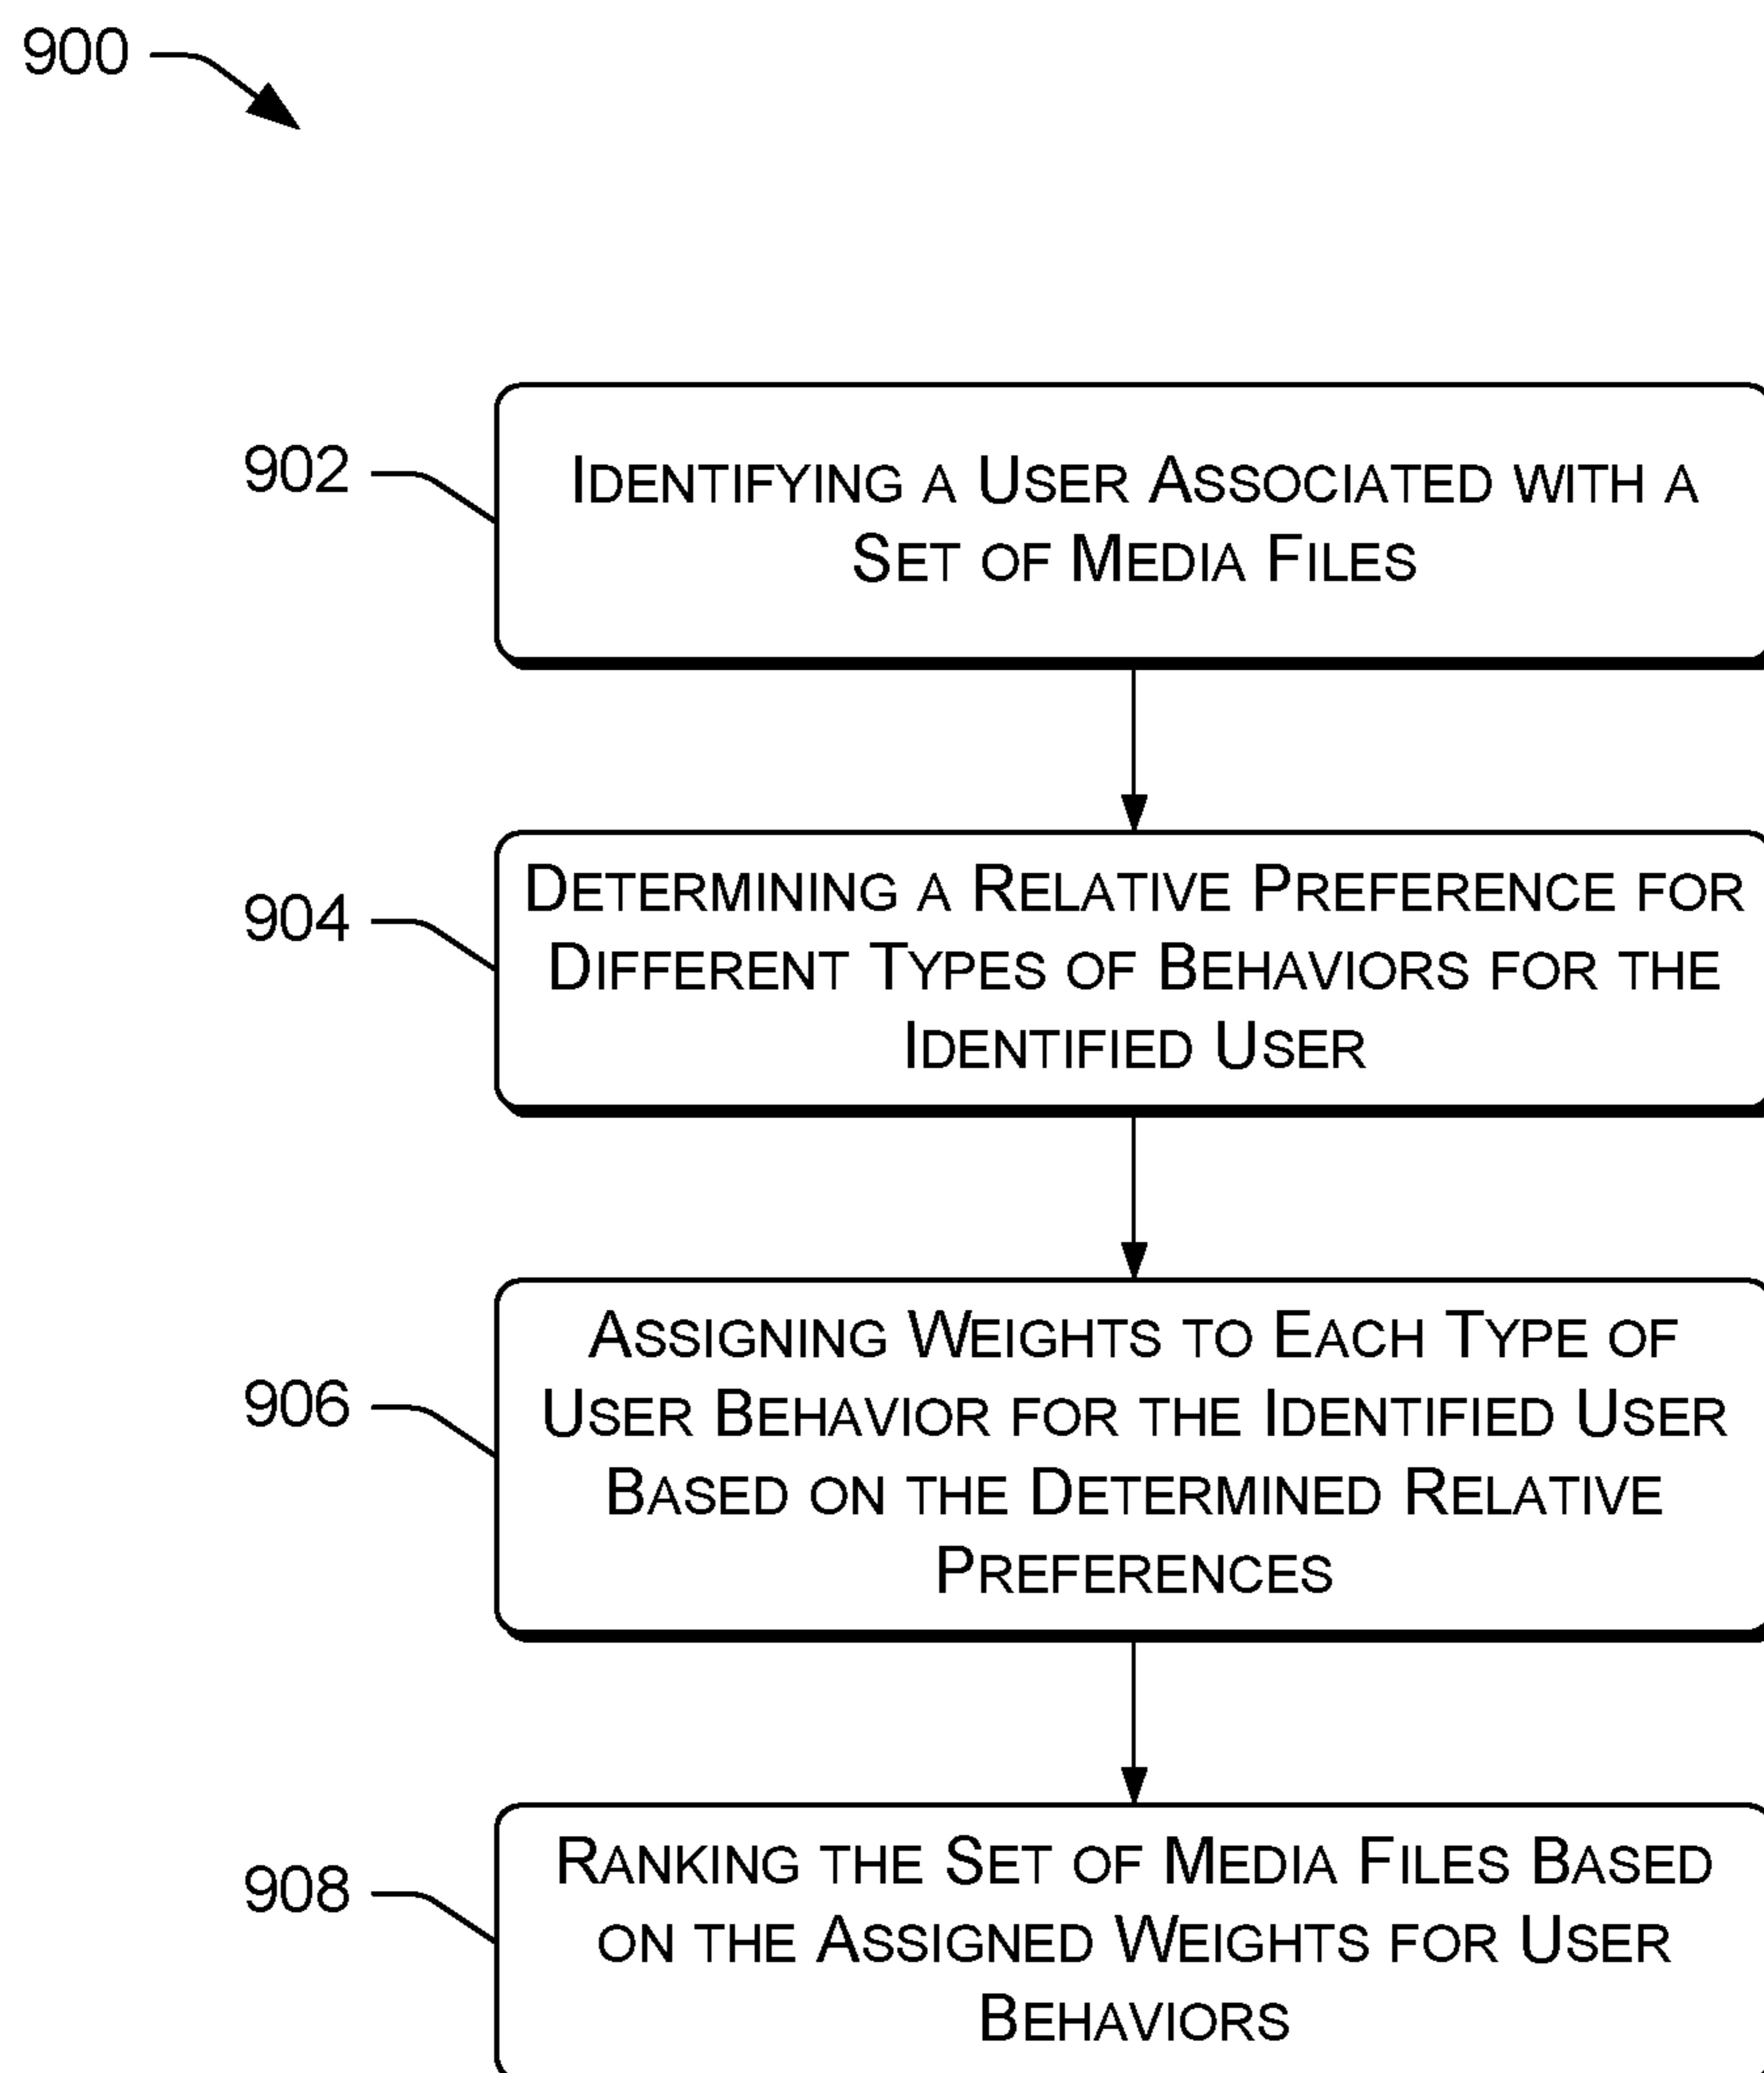 900
902
IDENTIFYING A USER ASSOCIATED WITH A
SET OF MEDIA FILES
904
DETERMINING A RELATIVE PREFERENCE FOR
DIFFERENT TYPES OF BEHAVIORS FOR THE
IDENTIFIED USER
906
ASSIGNING WEIGHTS TO EACH TYPE OF
USER BEHAVIOR FOR THE IDENTIFIED USER
BASED ON THE DETERMINED RELATIVE
PREFERENCES
908
RANKING THE SET OF MEDIA FILES BASED
ON THE ASSIGNED WEIGHTS FOR USER
BEHAVIORS